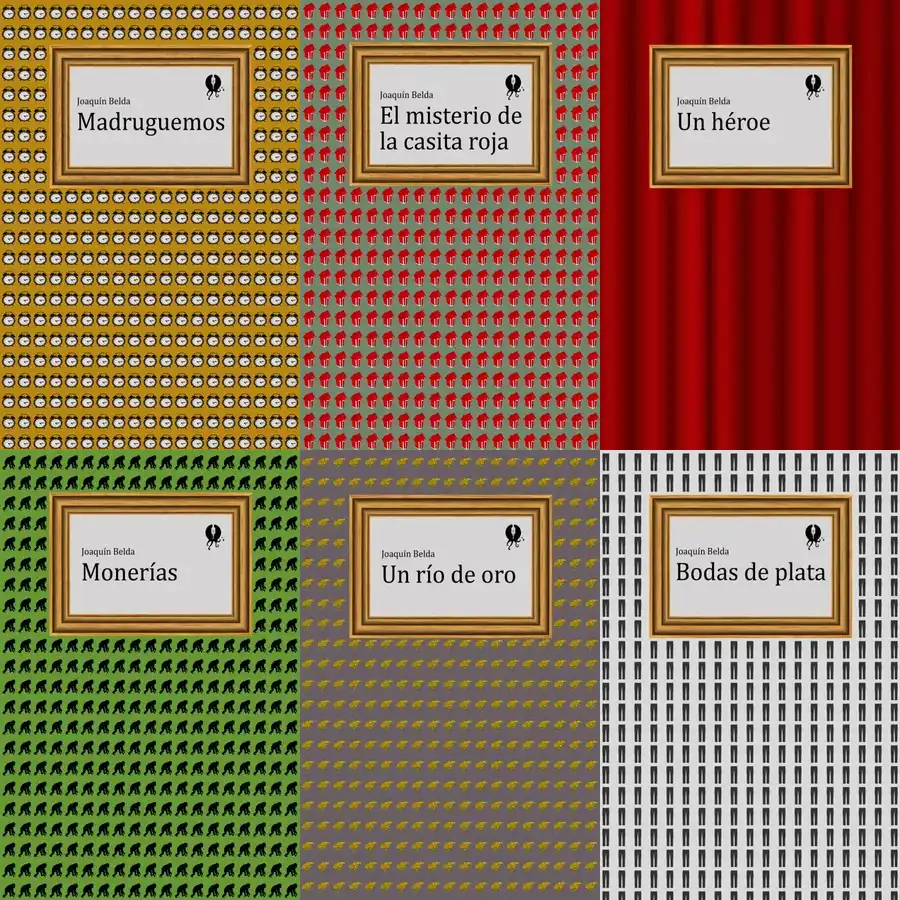 Joaquín Belda
Madruguemos
Joaquín Belda
El misterio de
la casita roja
Joaquín Belda
Un héroe
Joaquín Belda
Monerías
Joaquín Belda
Un río de oro
Joaquín Belda
Bodas de plata